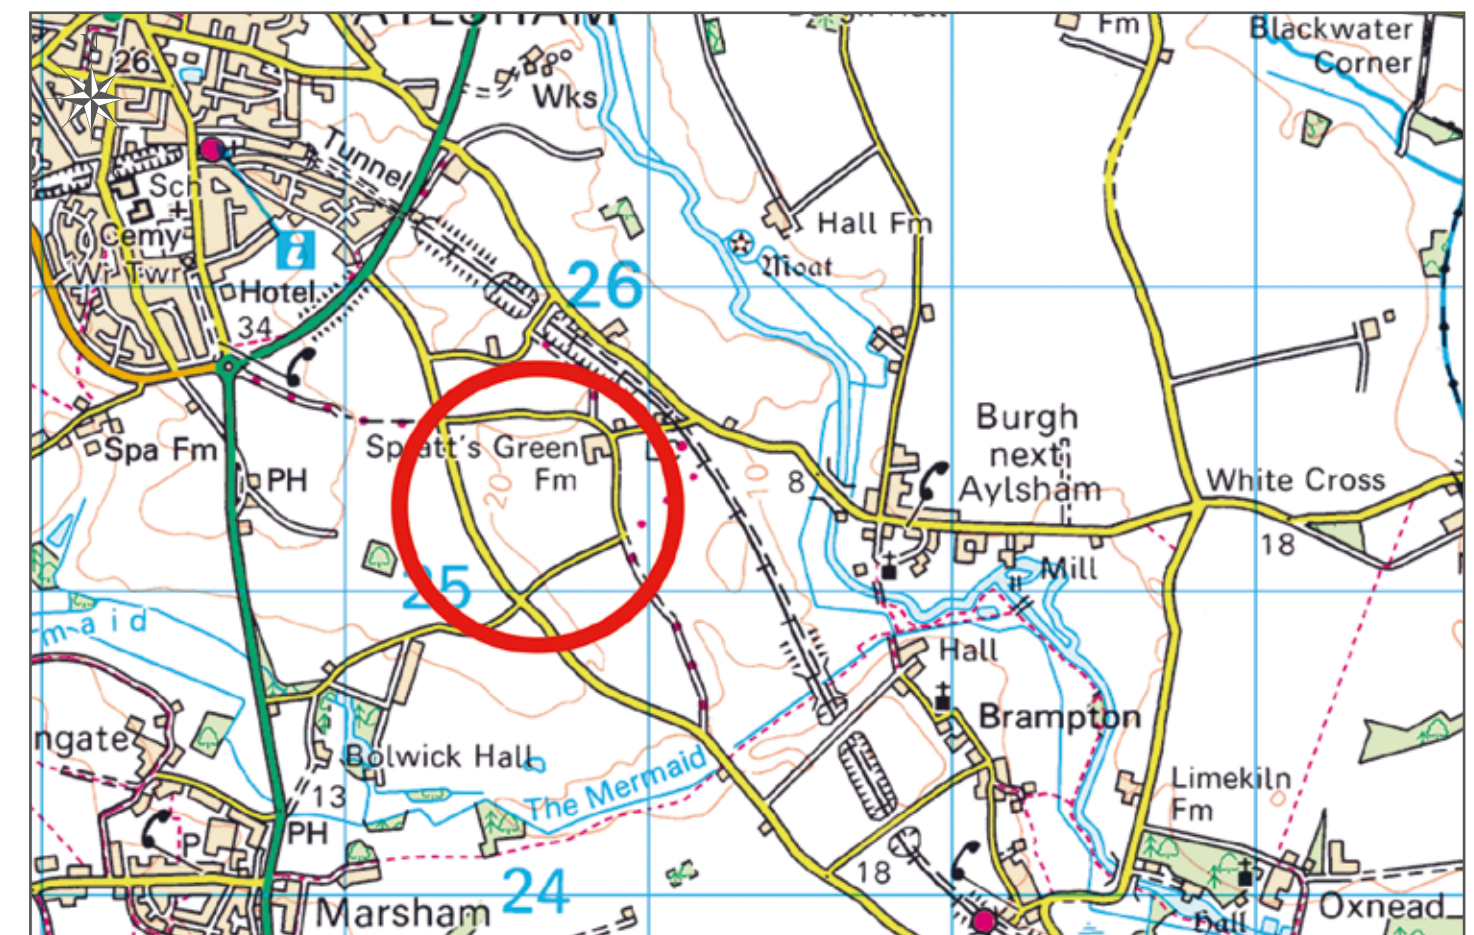 AYLSHAM
Fm
Blackwater
Corner
26
Wks
Tunnel
Sch
Cemy
Wr Twr
i
Hall Fm
Moat
26
Hotel
34
Burgh
next
Aylsham
Spa Fm
Spratt's Green
Fm
PH
20
10
8
White Cross
18
25
Mill
maid
Hall
Brampton
ngate
Bolwick Hall
The Mermaid
Limekiln
Fm
13
PH
P
18
24
Marsham
Hall
Oxnead